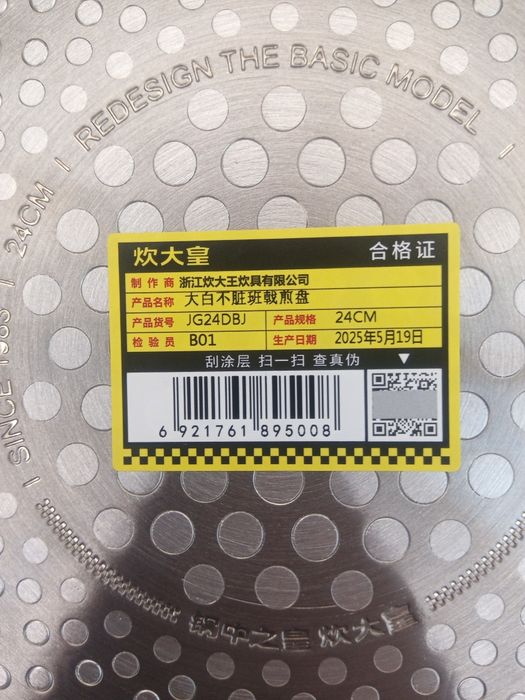 REDESIGN THE BASIC MODEL
24CM
SINCE 1983
炊大皇 合格证
制作商 浙江炊大王炊具有限公司
产品名称 大白不脏班戟煎盘
产品货号 JG24DBJ 产品规格 24CM
检验员 B01 生产日期 2025年5月19日
刮涂层 扫一扫 查真伪
6 921761 895008
锅中之皇 炊大皇